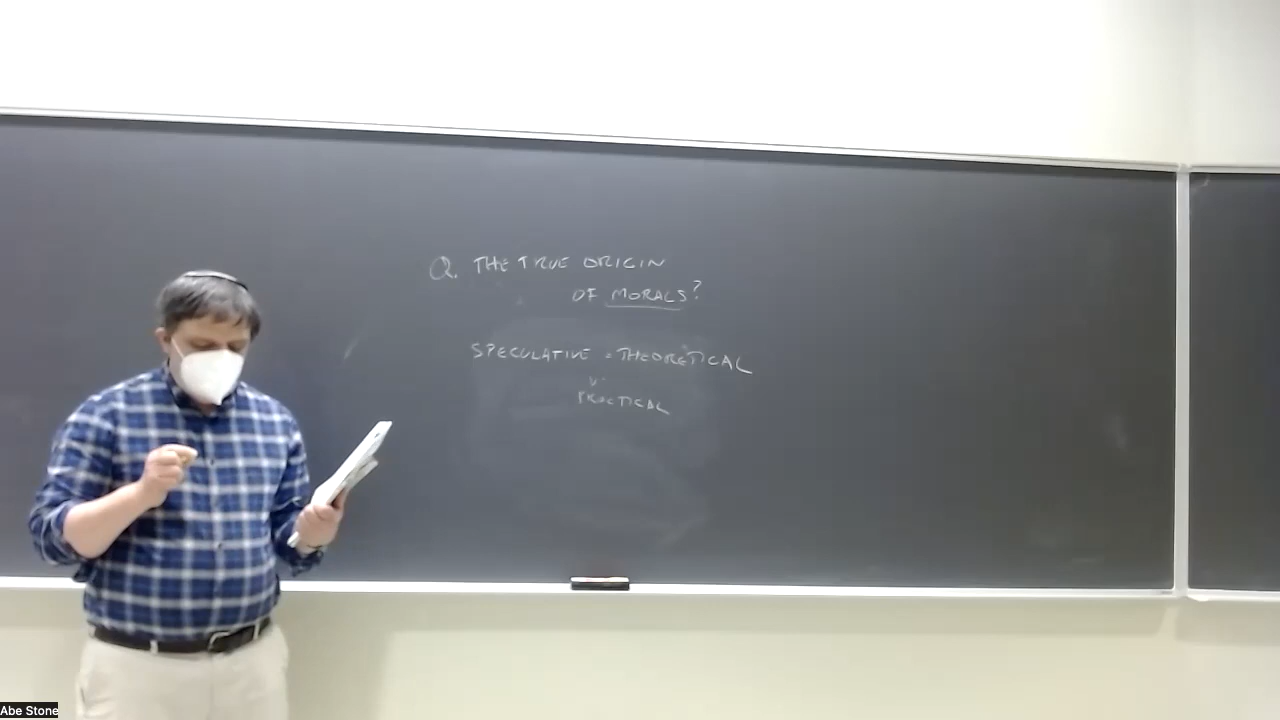 Q. THE TRUE ORIGIN
OF MORALS?
SPECULATIVE = THEORETICAL
V.
PRACTICAL
Abe Stone